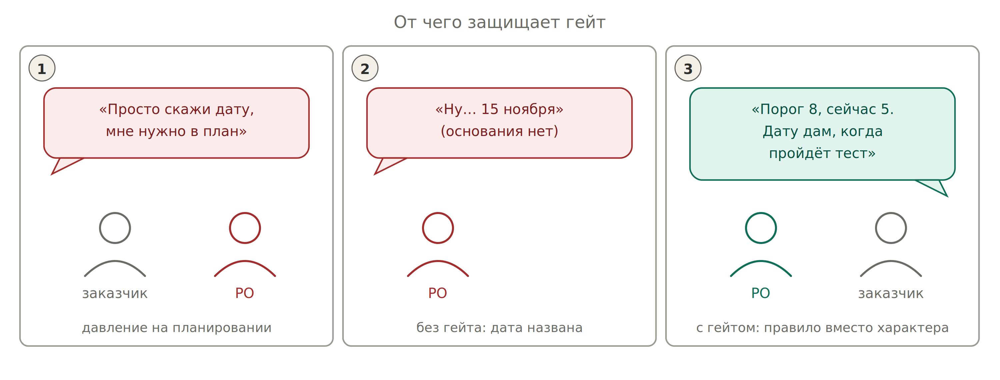 От чего защищает гейт
1
«Просто скажи дату,
мне нужно в план»
заказчик
PO
давление на планировании
2
«Ну… 15 ноября»
(основания нет)
PO
без гейта: дата названа
3
«Порог 8, сейчас 5.
Дату дам, когда
пройдёт тест»
PO
заказчик
с гейтом: правило вместо характера